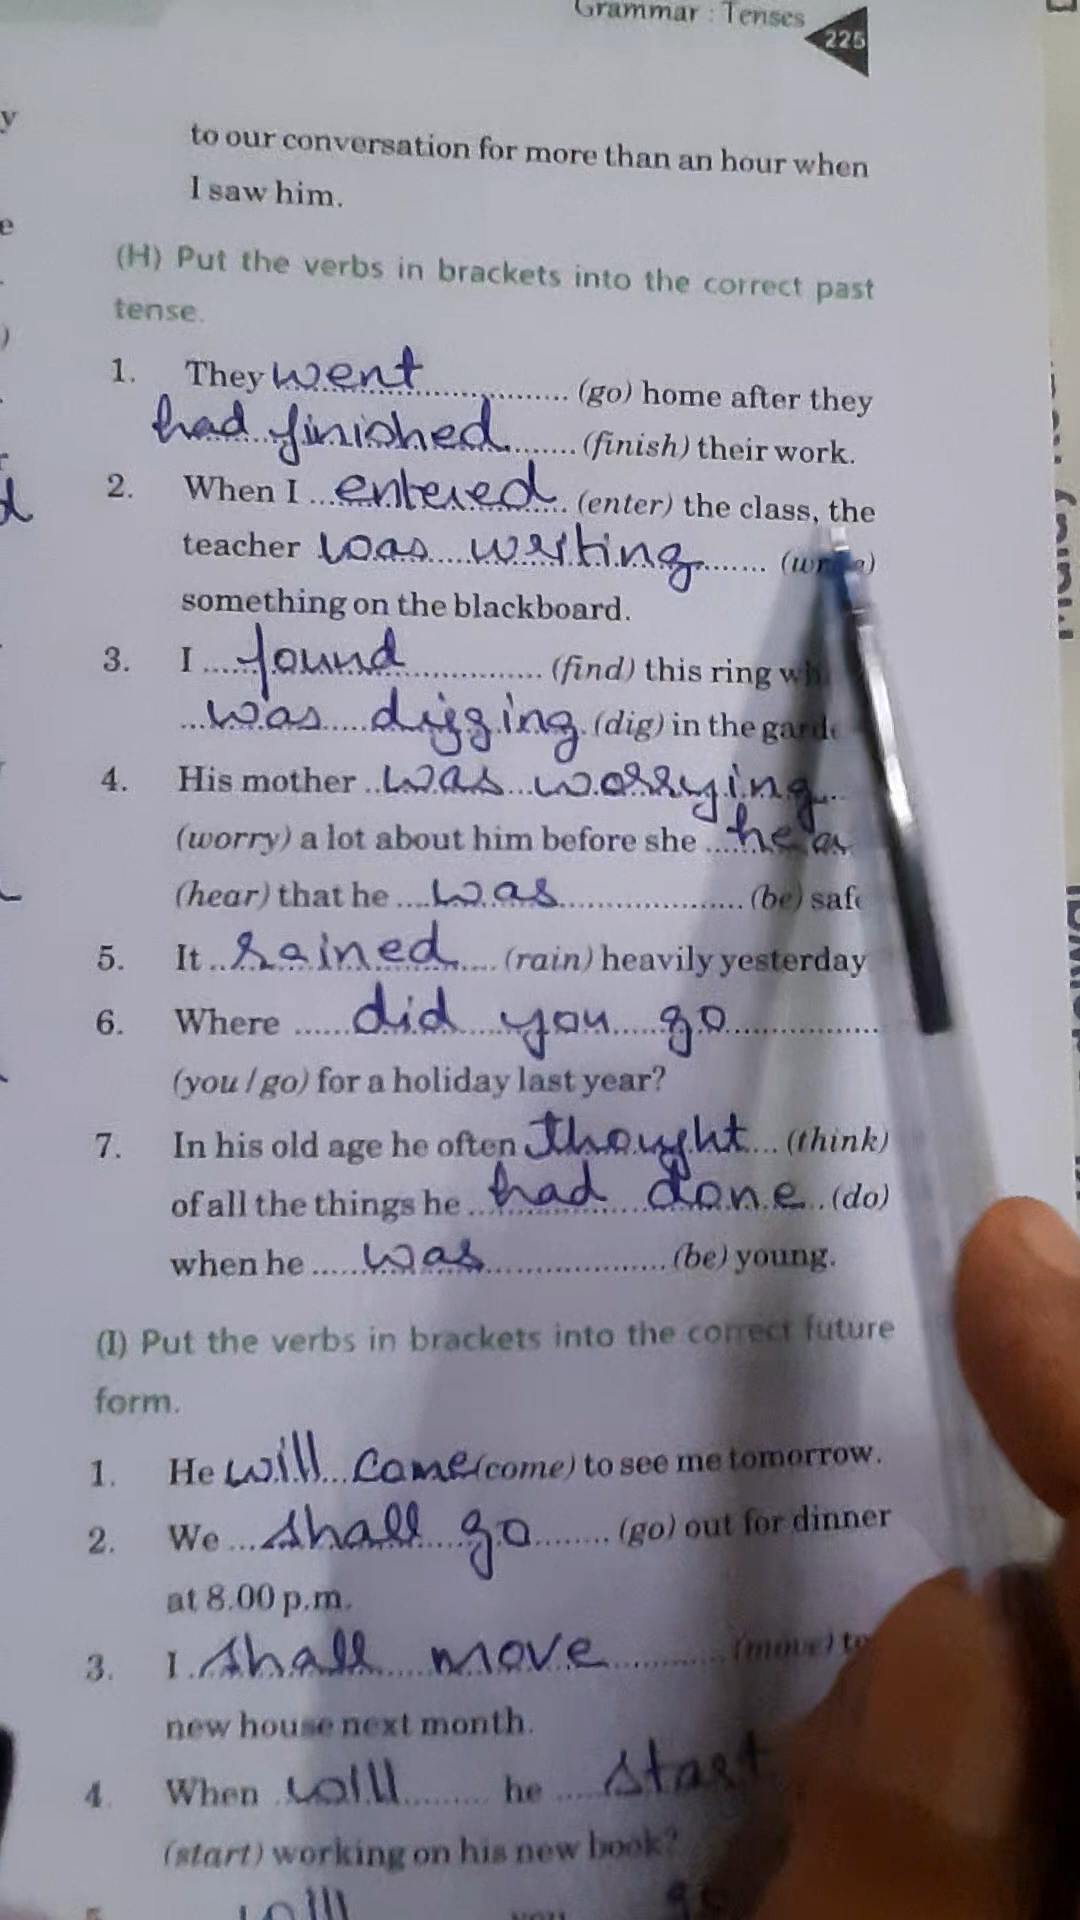 Grammar : Tenses
225
y
to our conversation for more than an hour when
e
I saw him.
(H) Put the verbs in brackets into the correct past
tense.
1. They went (go) home after they
had finished (finish) their work.
2. When I entered (enter) the class, the
d
teacher was writing
something on the blackboard.
3. I found (find) this ring
was digging (dig) in the
4. His mother was worrying
(worry) a lot about him before she
(hear) that he was (be)
5. It rained (rain) heavily yesterday
6. Where did you go
(you / go) for a holiday last year?
7. In his old age he often thought (think)
of all the things he had done (do)
when he was (be) young.
(I) Put the verbs in brackets into the correct future
form.
1. He will come (come) to see me tomorrow.
2. We shall go (go) out for dinner
at 8.00 p.m.
3. I shall move (move) to
new house next month.
4. When will he start
(start) working on his new book?
will you